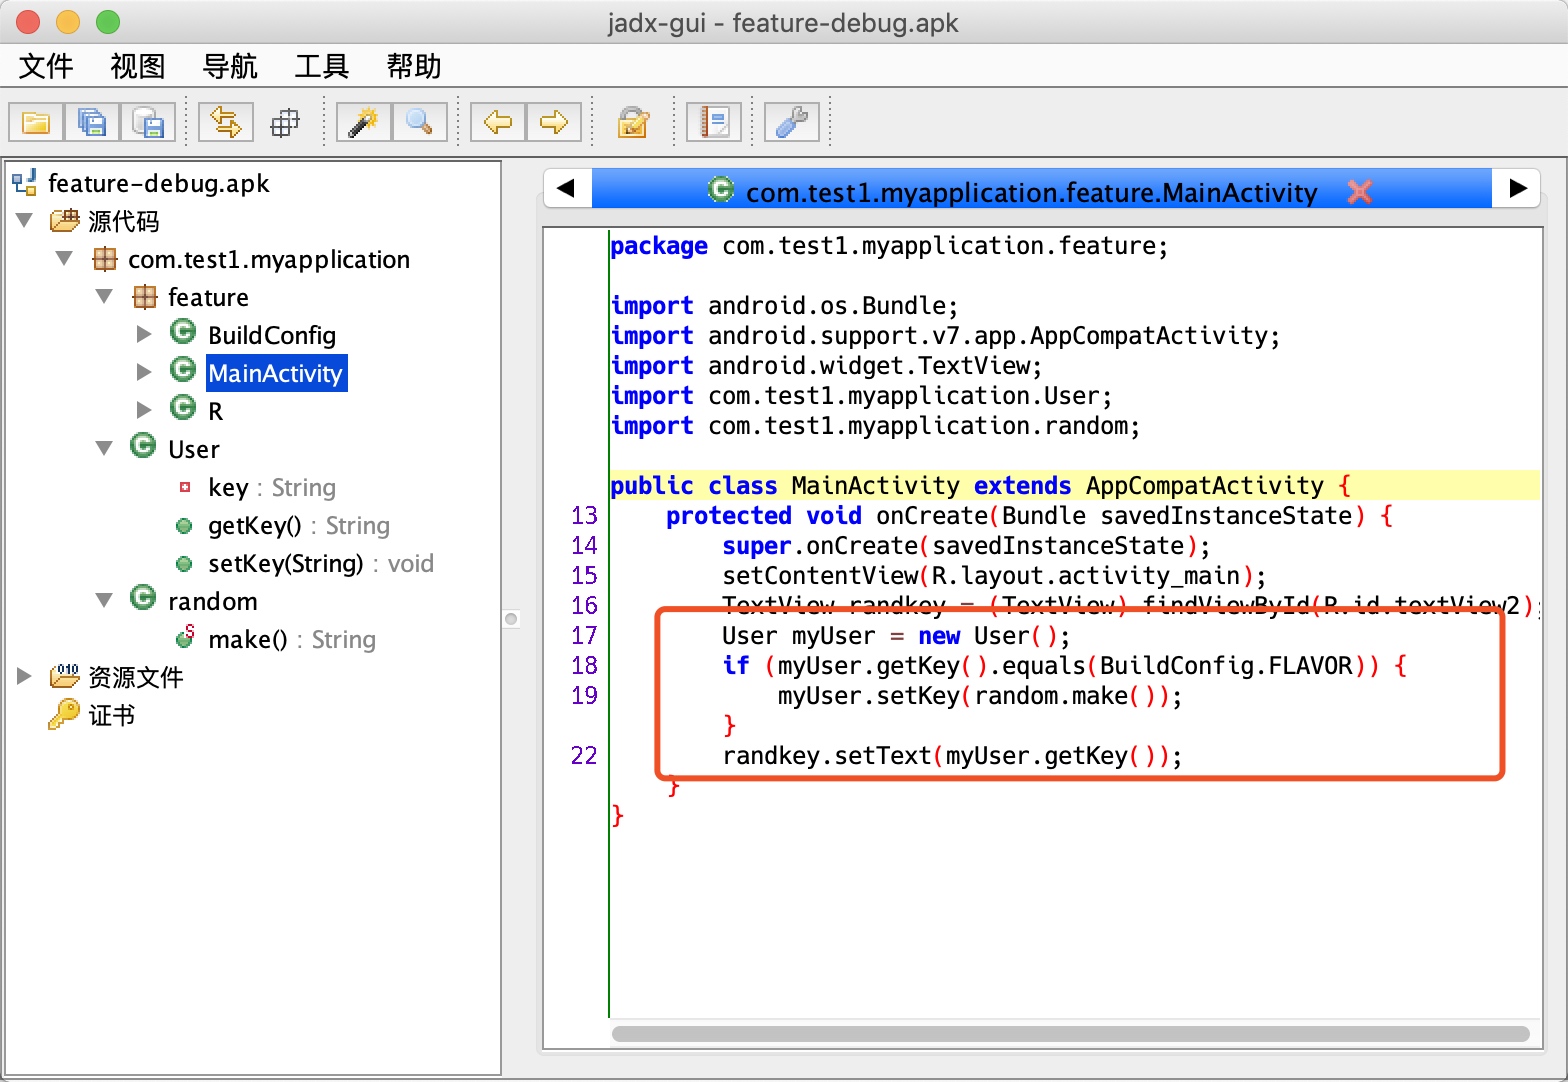 jadx-gui - feature-debug.apk
文件 视图 导航 工具 帮助
feature-debug.apk
源代码
com.test1.myapplication
feature
BuildConfig
MainActivity
R
User
key : String
getKey() : String
setKey(String) : void
random
make() : String
资源文件
证书
com.test1.myapplication.feature.MainActivity
package com.test1.myapplication.feature;
import android.os.Bundle;
import android.support.v7.app.AppCompatActivity;
import android.widget.TextView;
import com.test1.myapplication.User;
import com.test1.myapplication.random;
public class MainActivity extends AppCompatActivity {
13 protected void onCreate(Bundle savedInstanceState) {
14 super.onCreate(savedInstanceState);
15 setContentView(R.layout.activity_main);
16 TextView randkey = (TextView) findViewById(R.id.textView2);
17 User myUser = new User();
18 if (myUser.getKey().equals(BuildConfig.FLAVOR)) {
19 myUser.setKey(random.make());
}
22 randkey.setText(myUser.getKey());
}
}